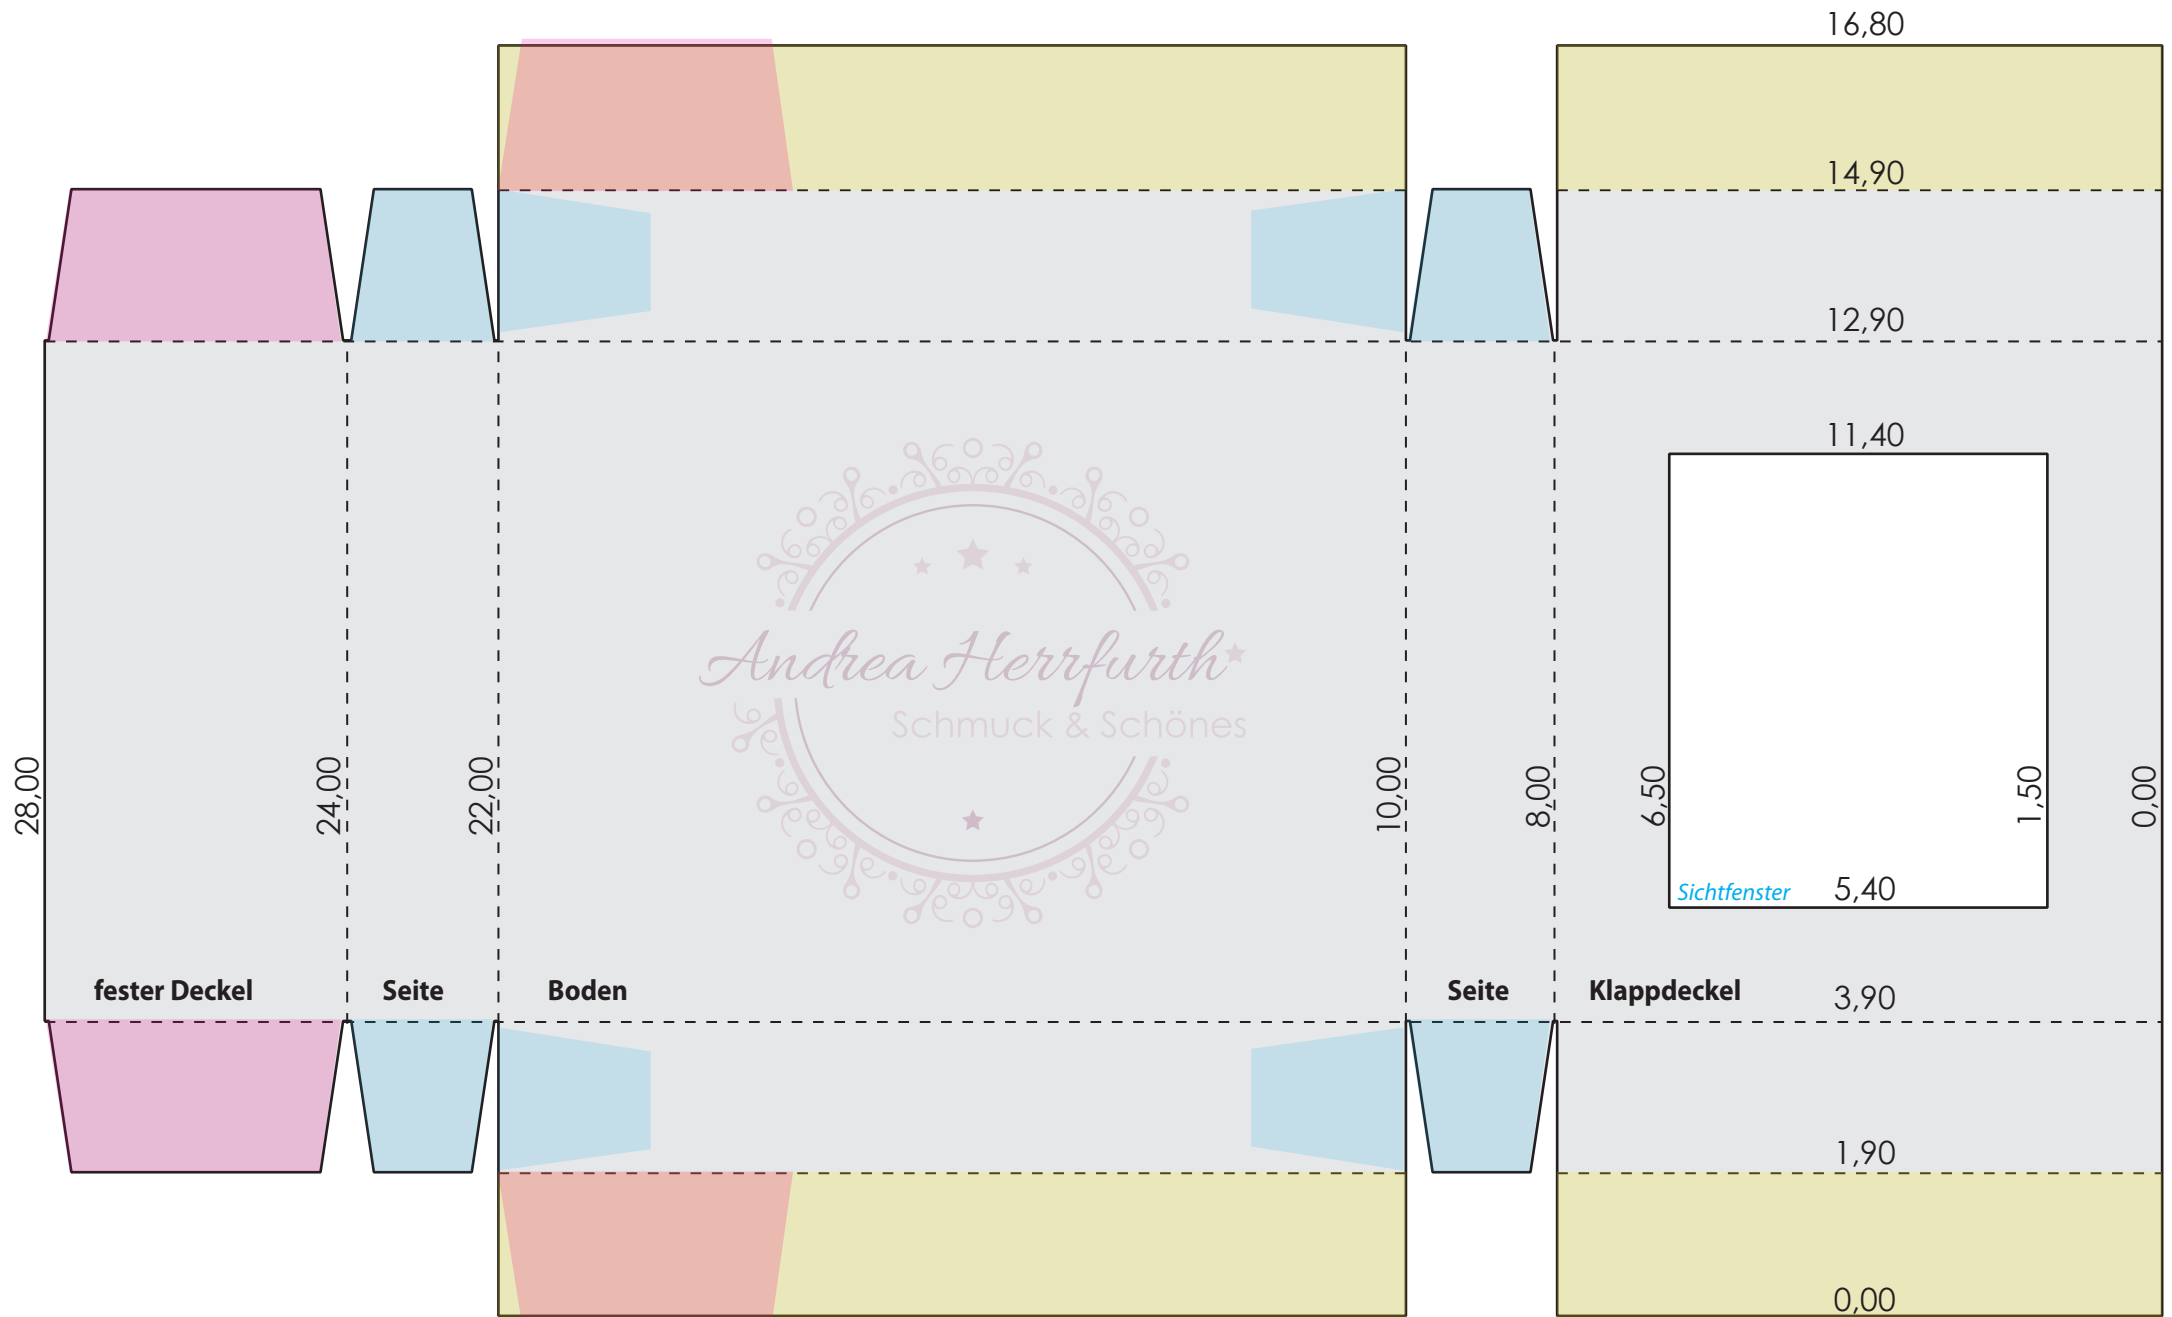 16,80
14,90
12,90
11,40
Andrea Herrfurth
Schmuck & Schönes
28,00
24,00
22,00
10,00
8,00
6,50
1,50
0,00
Sichtfenster
5,40
fester Deckel
Seite
Boden
Seite
Klappdeckel
3,90
1,90
0,00